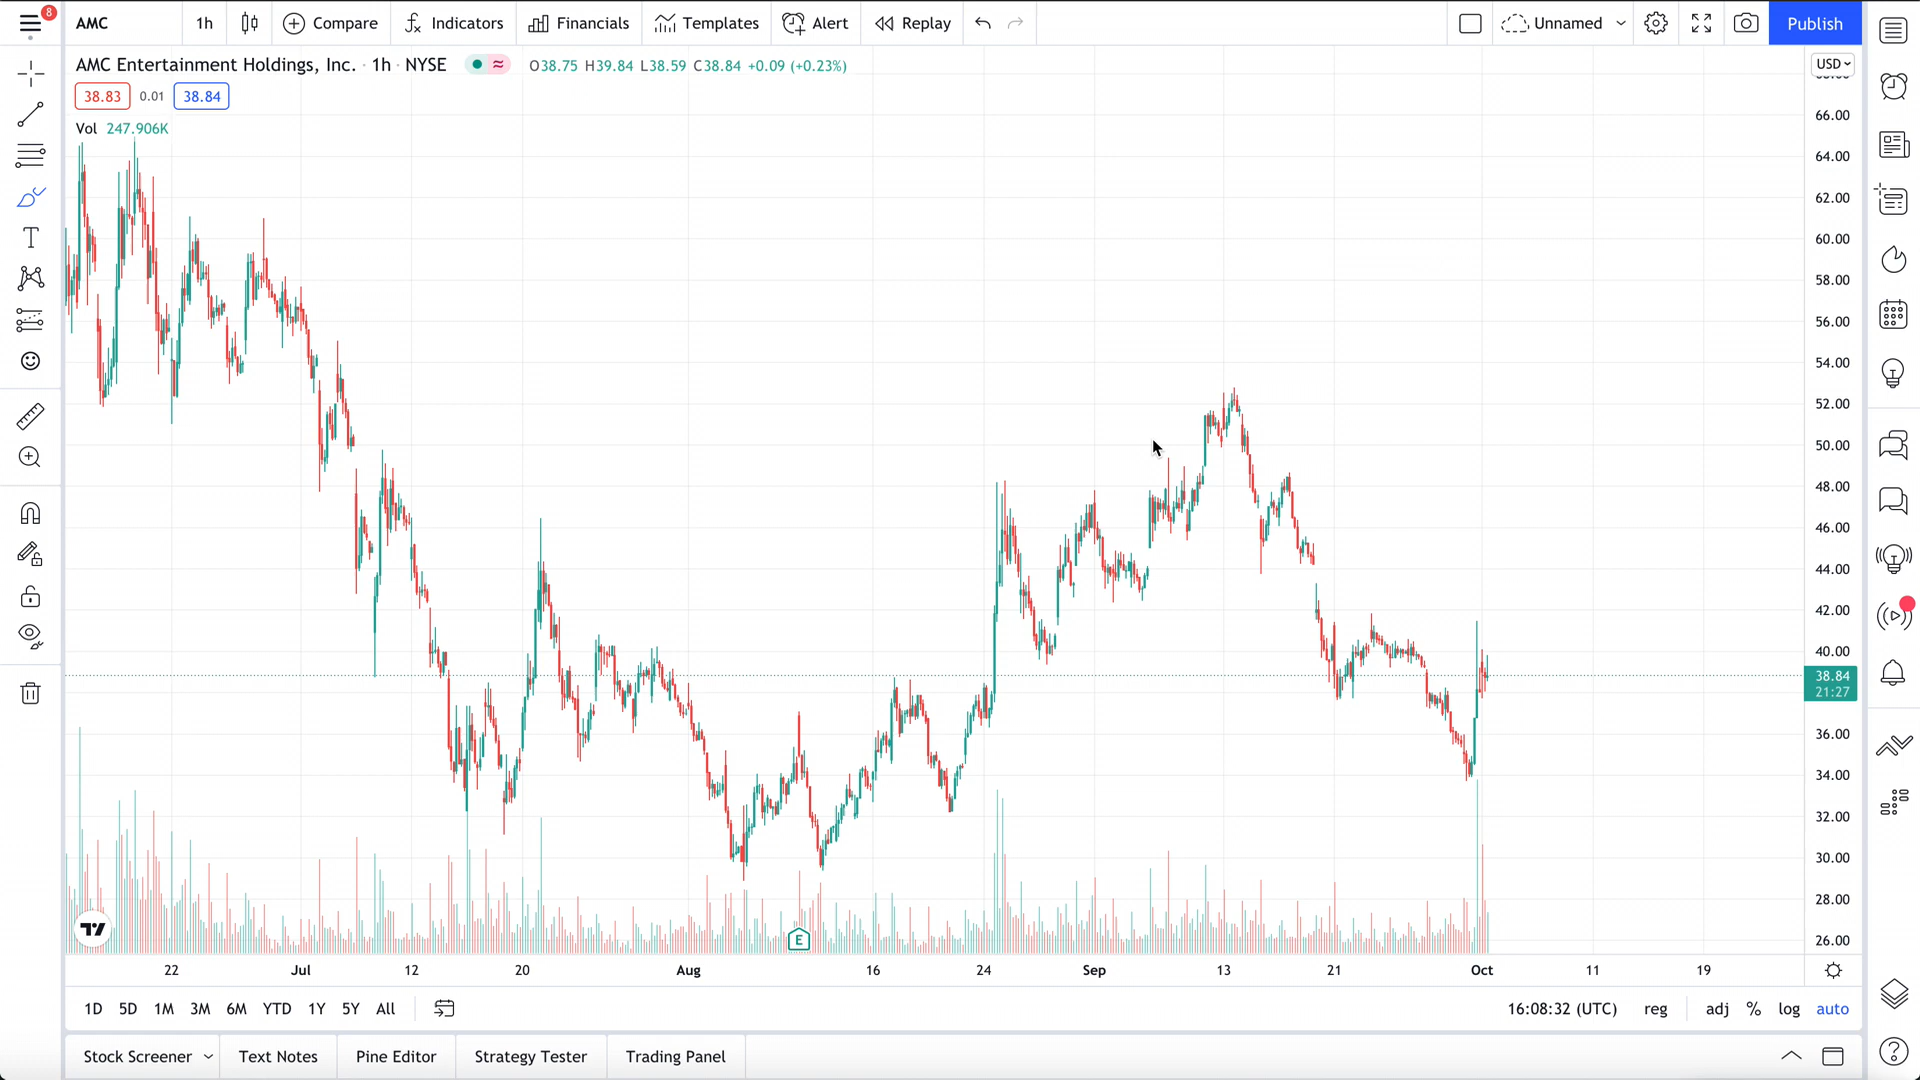 8
AMC 1h Compare Indicators Financials Templates Alert Replay Unnamed Publish
AMC Entertainment Holdings, Inc. · 1h · NYSE ≈ O38.75 H39.84 L38.59 C38.84 +0.09 (+0.23%)
USD
38.83 0.01 38.84
Vol 247.906K
66.00
64.00
62.00
60.00
58.00
56.00
54.00
52.00
50.00
48.00
46.00
44.00
42.00
40.00
38.84
21:27
36.00
34.00
32.00
30.00
28.00
26.00
E
22 Jul 12 20 Aug 16 24 Sep 13 21 Oct 11 19
1D 5D 1M 3M 6M YTD 1Y 5Y All 16:08:32 (UTC) reg adj % log auto
Stock Screener Text Notes Pine Editor Strategy Tester Trading Panel